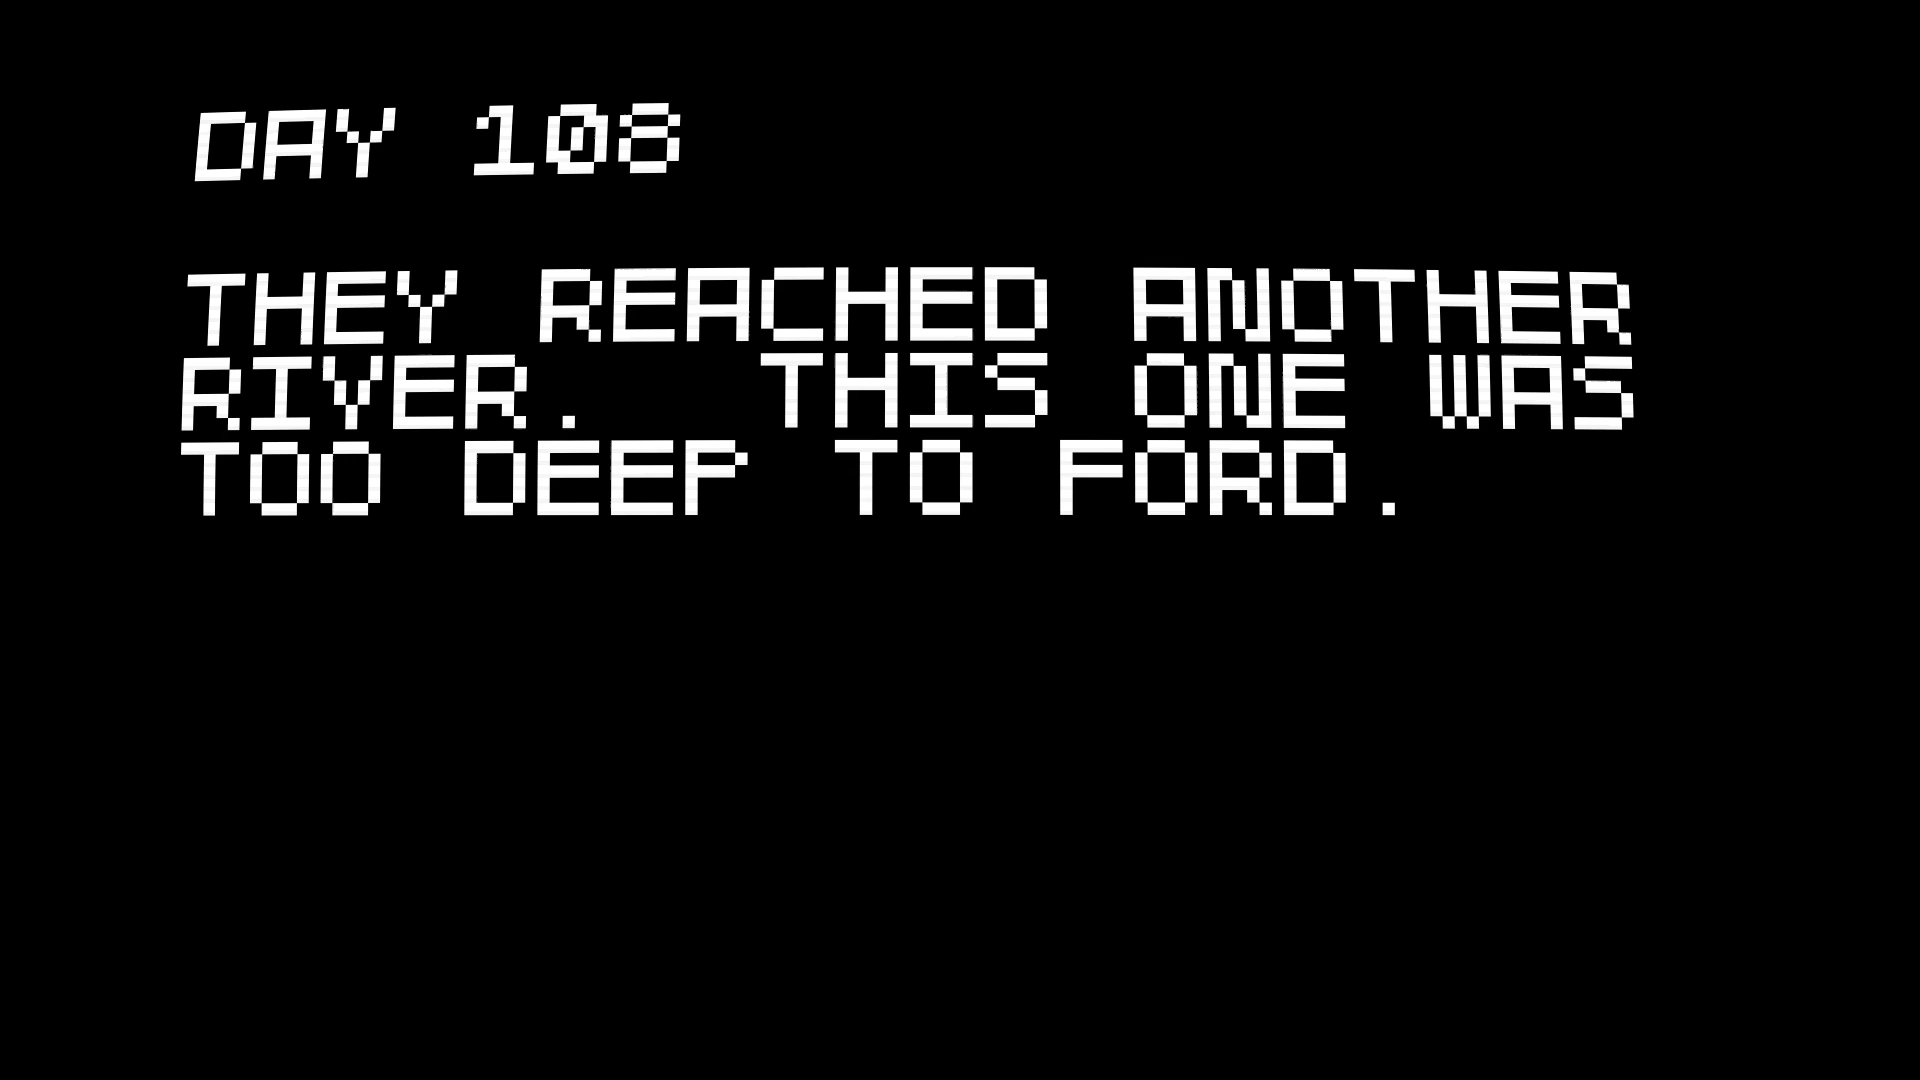 DAY 108
THEY REACHED ANOTHER
RIVER.  THIS ONE WAS
TOO DEEP TO FORD.